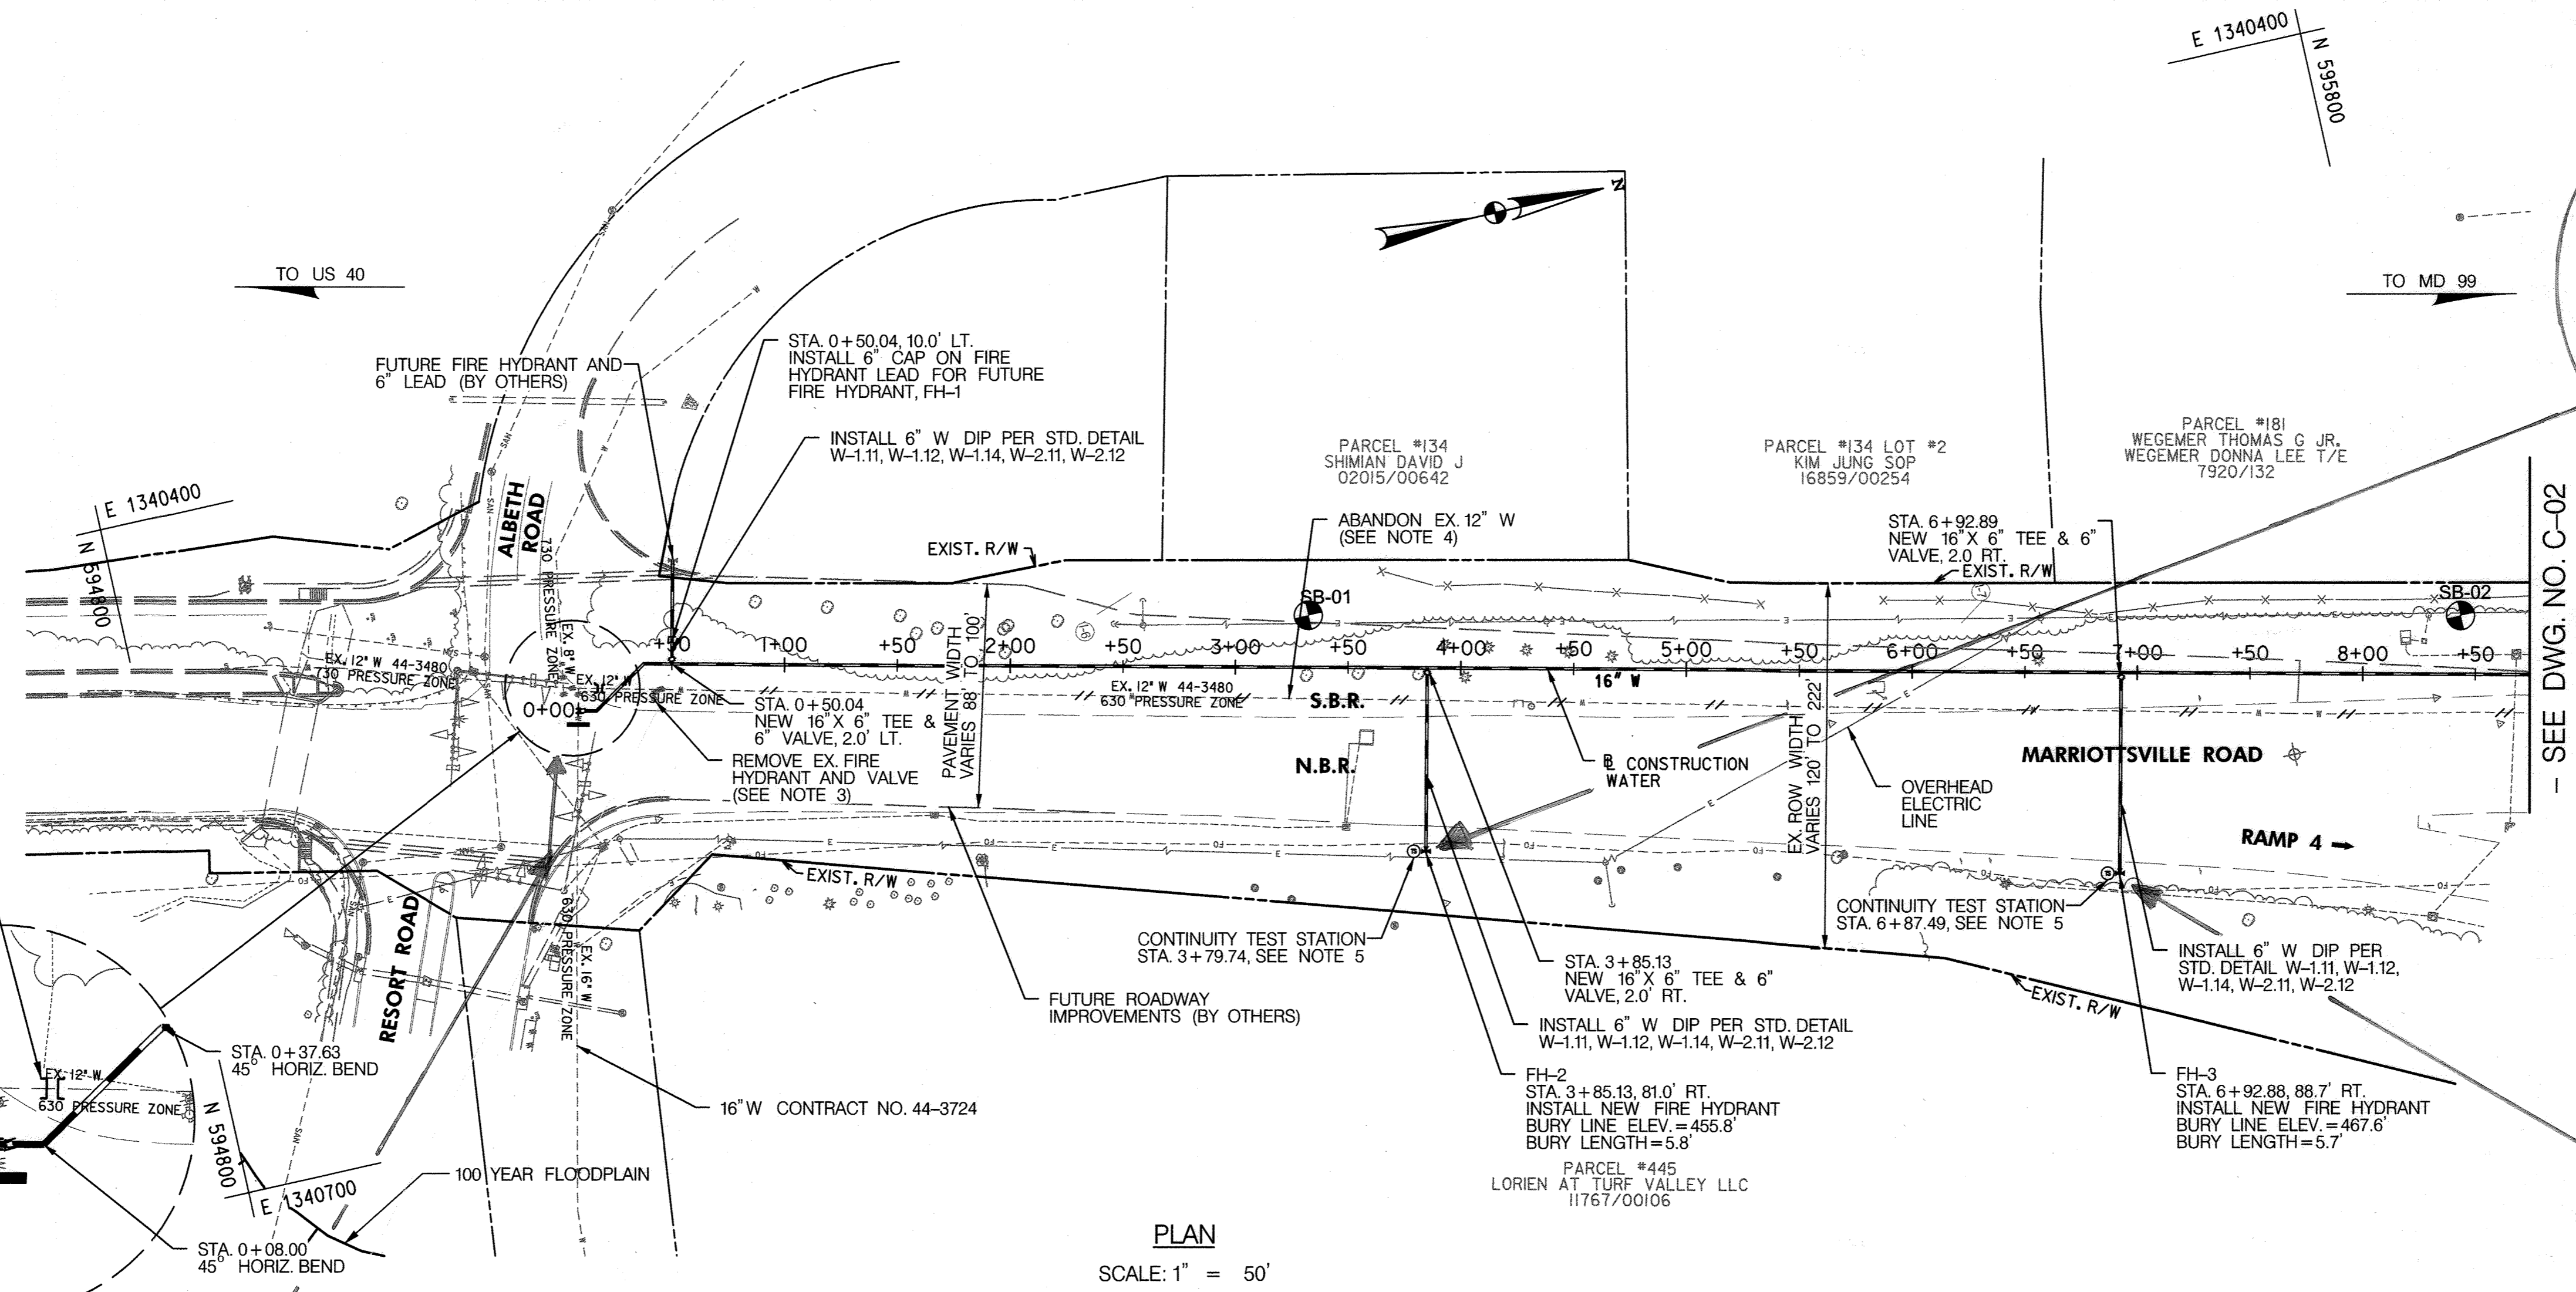 E 1340400
N 595800
N
TO US 40
TO MD 99
FUTURE FIRE HYDRANT AND
6" LEAD (BY OTHERS)
STA. 0+50.04, 10.0' LT.
INSTALL 6" CAP ON FIRE
HYDRANT LEAD FOR FUTURE
FIRE HYDRANT, FH-1
INSTALL 6" W DIP PER STD. DETAIL
W-1.11, W-1.12, W-1.14, W-2.11, W-2.12
PARCEL #134
SHIMIAN DAVID J
02015/00642
PARCEL #134 LOT #2
KIM JUNG SOP
16859/00254
PARCEL #181
WEGEMER THOMAS G JR.
WEGEMER DONNA LEE T/E
7920/132
E 1340400
N 594800
ALBETH
ROAD
730 PRESSURE ZONE
EX. 8" W
SAN
SAN
SAN
EXIST. R/W
ABANDON EX. 12" W
(SEE NOTE 4)
STA. 6+92.89
NEW 16"X 6" TEE & 6"
VALVE, 2.0 RT.
EXIST. R/W
SB-01
SB-02
SEE DWG. NO. C-02
EX. 12" W 44-3480
730 PRESSURE ZONE
EX. 12" W
630 PRESSURE ZONE
0+00
+50
1+00
+50
2+00
+50
3+00
+50
4+00
+50
5+00
+50
6+00
+50
7+00
+50
8+00
+50
EX. 12" W 44-3480
630 PRESSURE ZONE
16" W
S.B.R.
N.B.R.
PAVEMENT WIDTH
VARIES 88' TO 100'
EX. ROW WIDTH
VARIES 120' TO 222'
STA. 0+50.04
NEW 16"X 6" TEE &
6" VALVE, 2.0' LT.
REMOVE EX. FIRE
HYDRANT AND VALVE
(SEE NOTE 3)
BL CONSTRUCTION
WATER
OVERHEAD
ELECTRIC
LINE
MARRIOTTSVILLE ROAD
RAMP 4
EXIST. R/W
RESORT ROAD
630 PRESSURE ZONE
EX. 16" W
CONTINUITY TEST STATION
STA. 3+79.74, SEE NOTE 5
CONTINUITY TEST STATION
STA. 6+87.49, SEE NOTE 5
STA. 3+85.13
NEW 16"X 6" TEE & 6"
VALVE, 2.0' RT.
INSTALL 6" W DIP PER
STD. DETAIL W-1.11, W-1.12,
W-1.14, W-2.11, W-2.12
EXIST. R/W
FUTURE ROADWAY
IMPROVEMENTS (BY OTHERS)
INSTALL 6" W DIP PER STD. DETAIL
W-1.11, W-1.12, W-1.14, W-2.11, W-2.12
STA. 0+37.63
45° HORIZ. BEND
EX. 12" W
630 PRESSURE ZONE
FH-2
STA. 3+85.13, 81.0' RT.
INSTALL NEW FIRE HYDRANT
BURY LINE ELEV.=455.8'
BURY LENGTH=5.8'
FH-3
STA. 6+92.88, 88.7' RT.
INSTALL NEW FIRE HYDRANT
BURY LINE ELEV.=467.6'
BURY LENGTH=5.7'
16"W CONTRACT NO. 44-3724
N 594800
E 1340700
100 YEAR FLOODPLAIN
PARCEL #445
LORIEN AT TURF VALLEY LLC
11767/00106
STA. 0+08.00
45° HORIZ. BEND
PLAN
SCALE: 1" = 50'